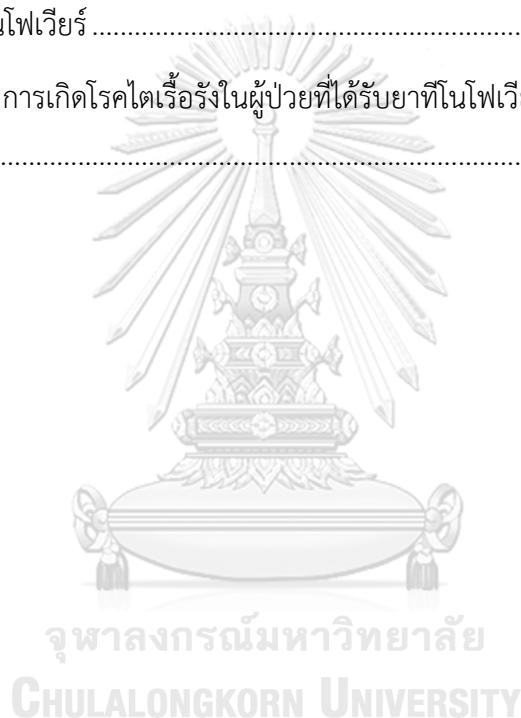 นโฟเวียร์
การเกิดโรคไตเรื้อรังในผู้ป่วยที่ได้รับยาทีโนโฟเวีย
จุฬาลงกรณ์มหาวิทยาลัย
CHULALONGKORN UNIVERSITY